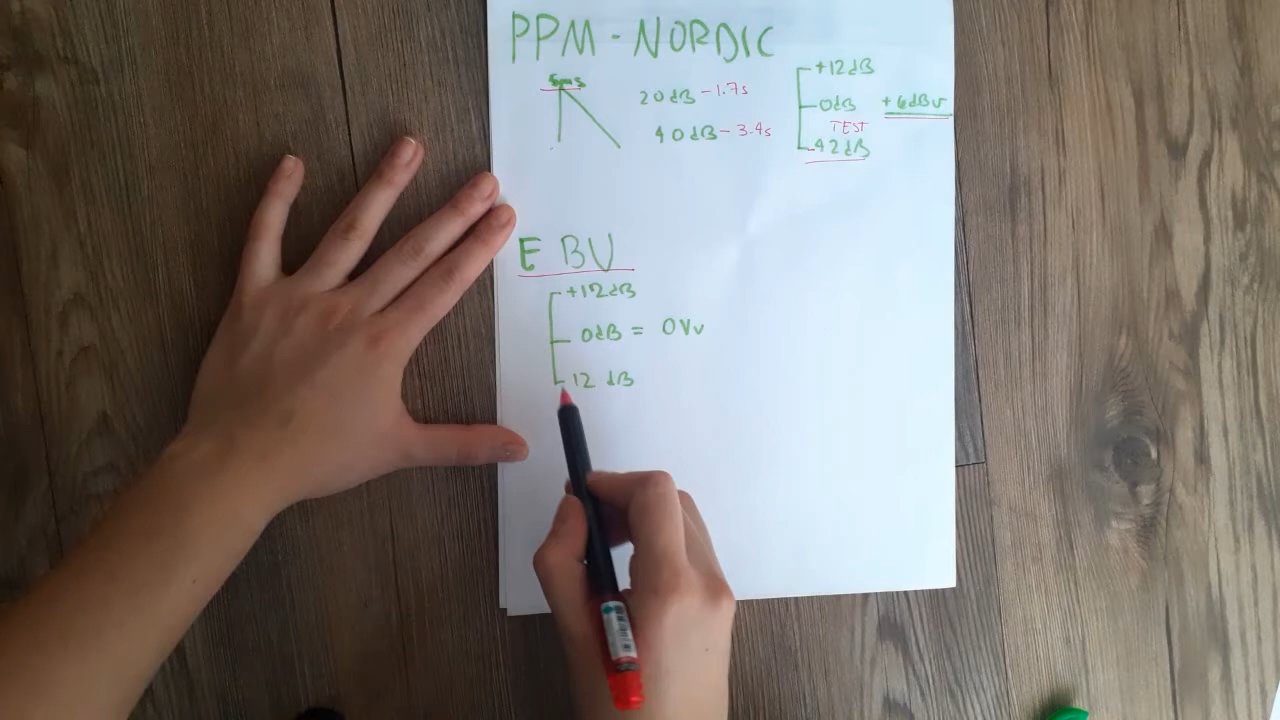 PPM - NORDIC
5ms
20dB - 1.7s
40dB - 3.4s
+12dB
0dB +6dBu
TEST
-42dB
EBU
+12dB
0dB = 0Vu
12 dB